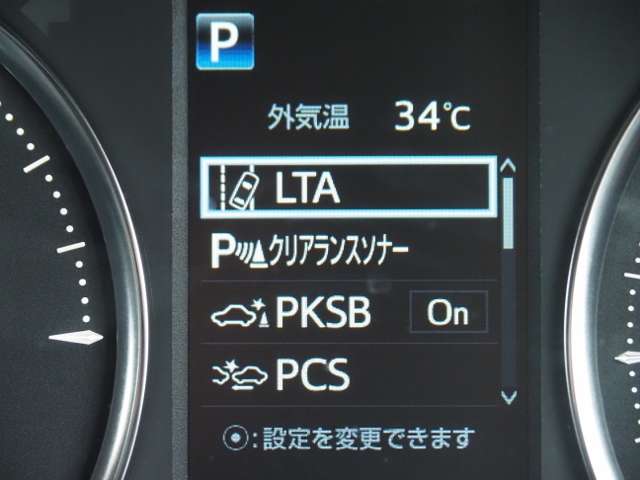 P
外気温 34℃
LTA
Pクリアランスソナー
PKSB On
PCS
⦿:設定を変更できます